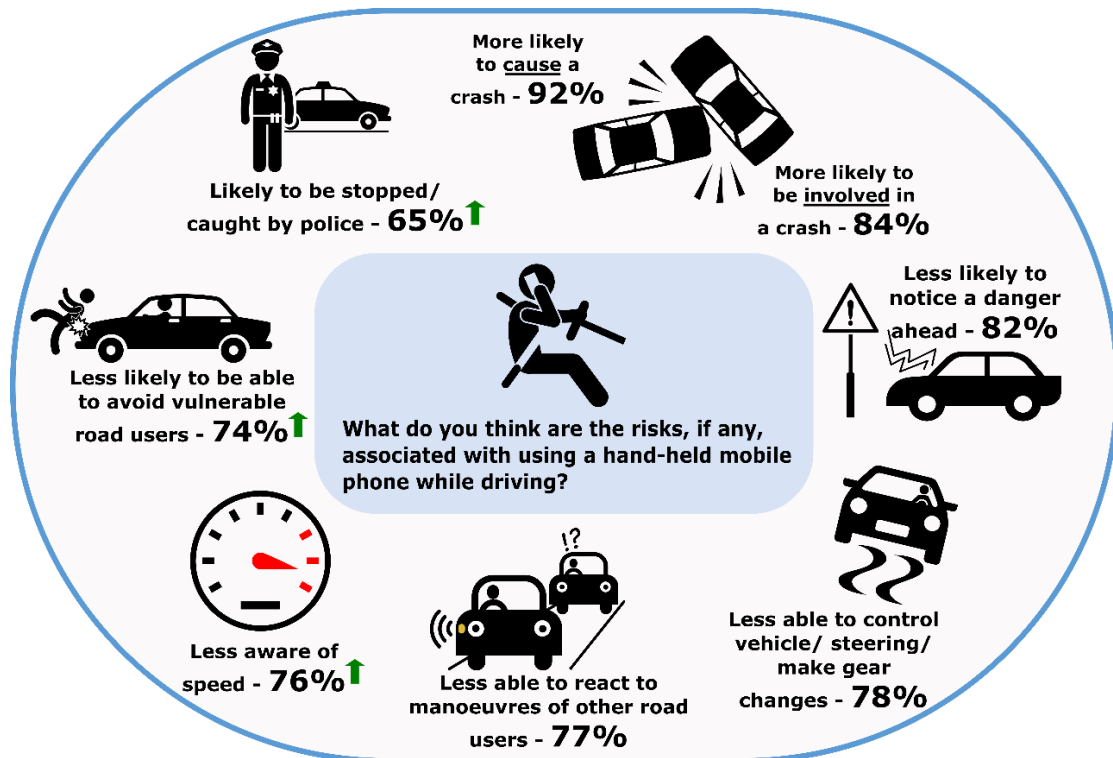 More likely
to cause a
crash - 92%
More likely to
be involved in
a crash - 84%
Less likely to
notice a danger
ahead - 82%
Less able to control
vehicle/ steering/
make gear
changes - 78%
Less able to react to
manoeuvres of other road
users - 77%
Less aware of
speed - 76%
Less likely to be able
to avoid vulnerable
road users - 74%
Likely to be stopped/
caught by police - 65%
What do you think are the risks, if any,
associated with using a hand-held mobile
phone while driving?
!?
!